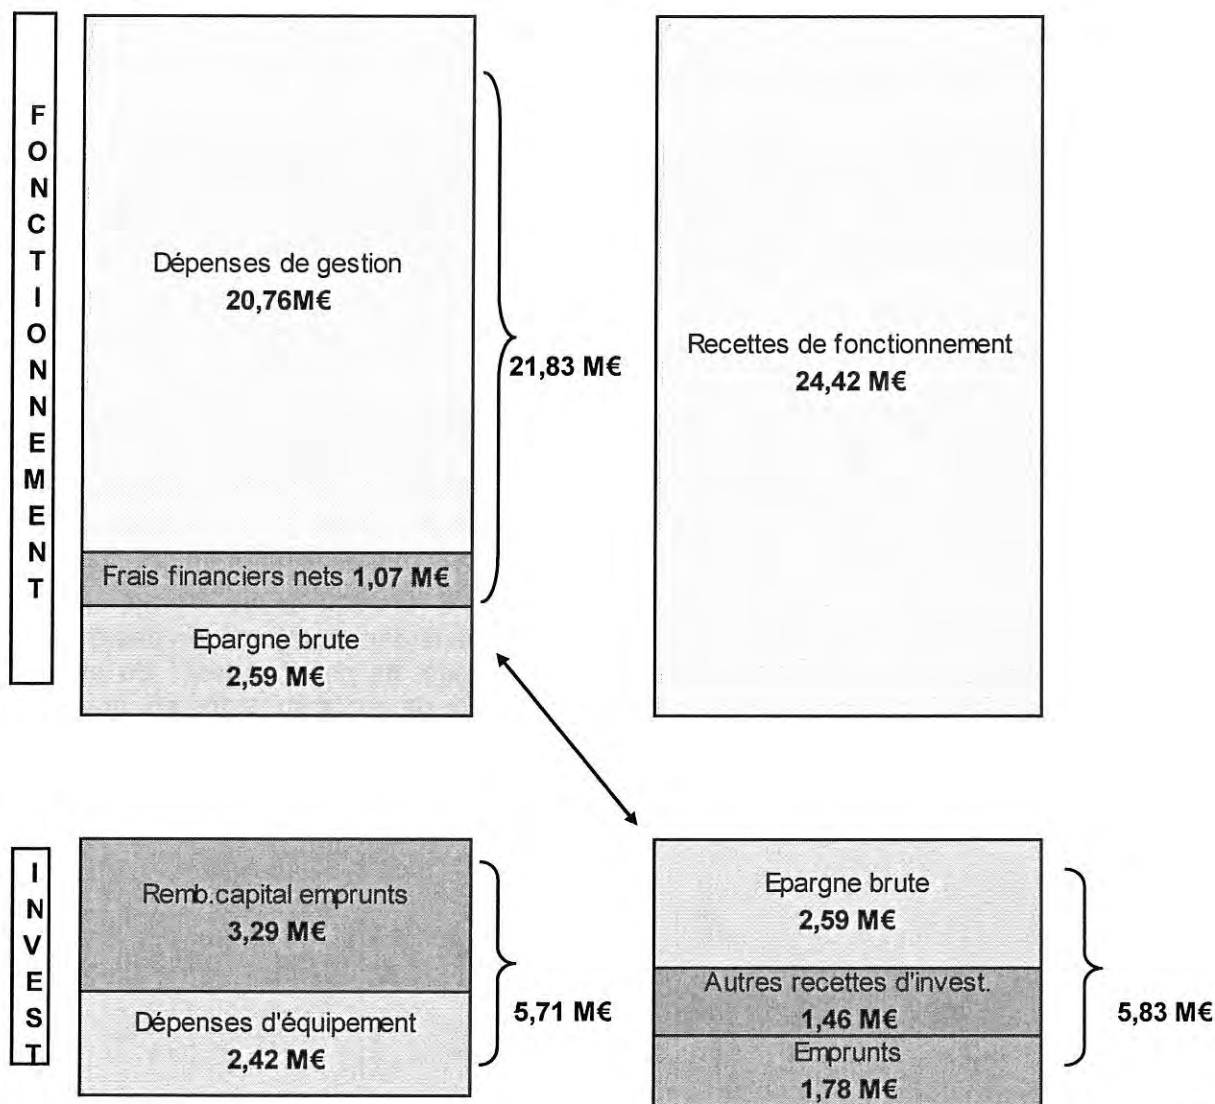 FONCTIONNEMENT
Dépenses de gestion
20,76M€
21,83 M€
Recettes de fonctionnement
24,42 M€
Frais financiers nets 1,07 M€
Epargne brute
2,59 M€
INVEST
Remb.capital emprunts
3,29 M€
Dépenses d'équipement
2,42 M€
5,71 M€
Epargne brute
2,59 M€
Autres recettes d'invest.
1,46 M€
Emprunts
1,78 M€
5,83 M€